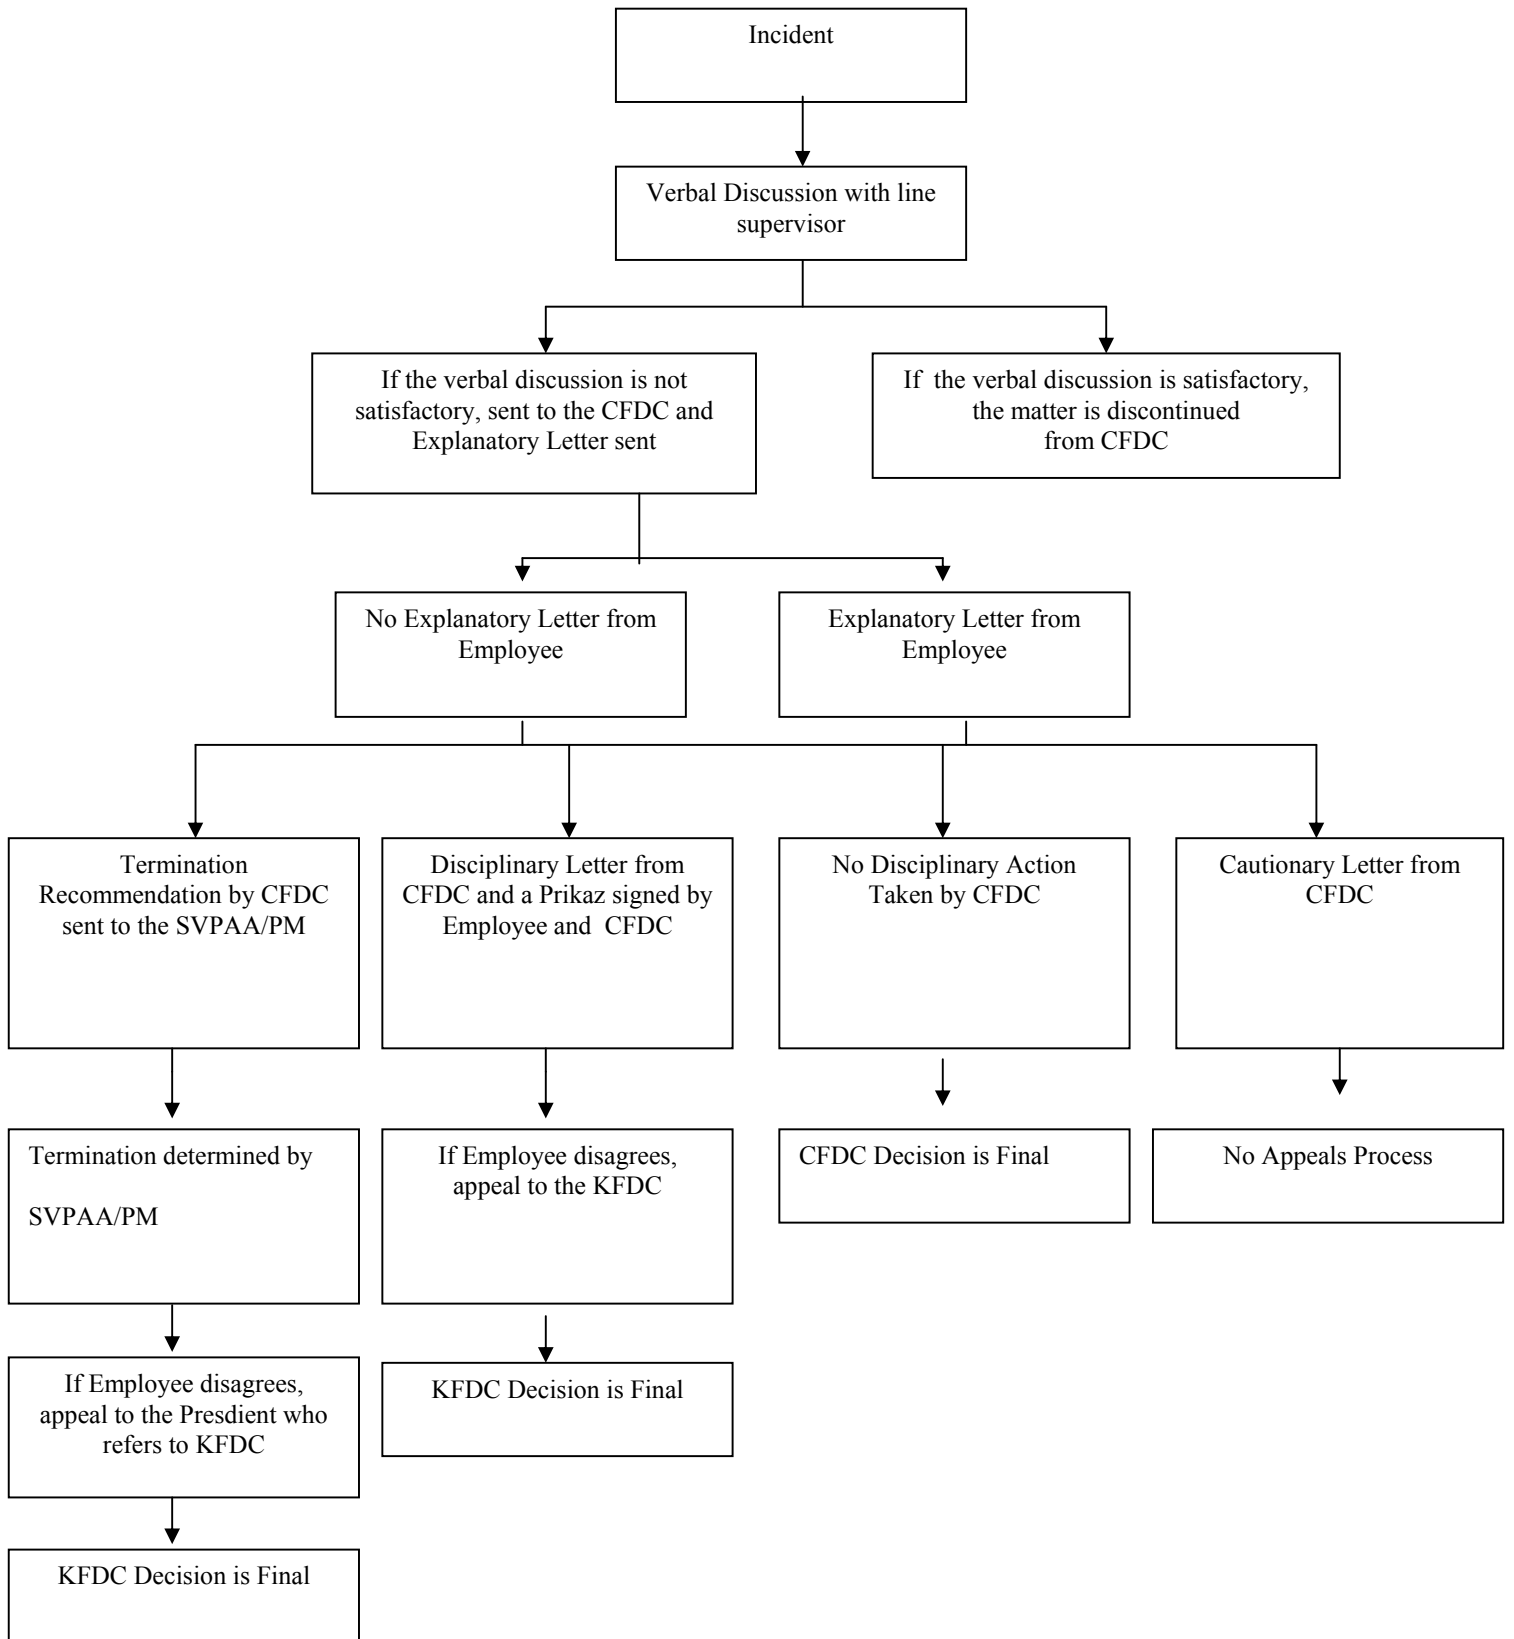 Incident
Verbal Discussion with line
supervisor
If the verbal discussion is not
satisfactory, sent to the CFDC and
Explanatory Letter sent
If  the verbal discussion is satisfactory,
the matter is discontinued
from CFDC
No Explanatory Letter from
Employee
Explanatory Letter from
Employee
Termination
Recommendation by CFDC
sent to the SVPAA/PM
Disciplinary Letter from
CFDC and a Prikaz signed by
Employee and  CFDC
No Disciplinary Action
Taken by CFDC
Cautionary Letter from
CFDC
Termination determined by
SVPAA/PM
If Employee disagrees,
appeal to the KFDC
CFDC Decision is Final
No Appeals Process
If Employee disagrees,
appeal to the Presdient who
refers to KFDC
KFDC Decision is Final
KFDC Decision is Final